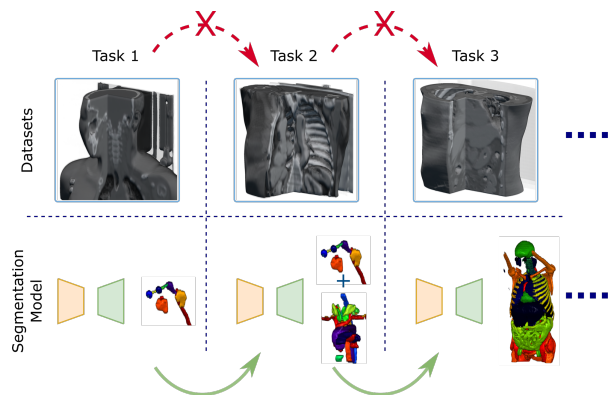 Task 1
Task 2
Task 3
Datasets
Segmentation
Model